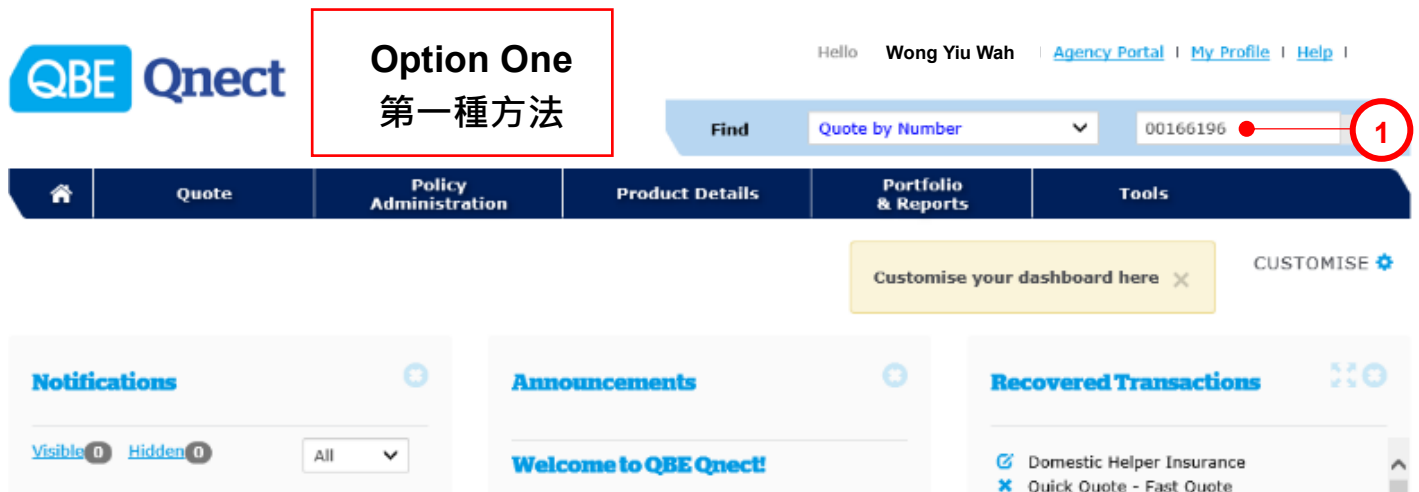 QBE Qnect
Option One
第一種方法
Hello Wong Yiu Wah | Agency Portal | My Profile | Help |
Find Quote by Number 00166196 1
Quote Policy Administration Product Details Portfolio & Reports Tools
Customise your dashboard here
CUSTOMISE
Notifications
Visible 0 Hidden 0 All
Announcements
Welcome to QBE Qnect!
Recovered Transactions
Domestic Helper Insurance
Quick Quote - Fast Quote